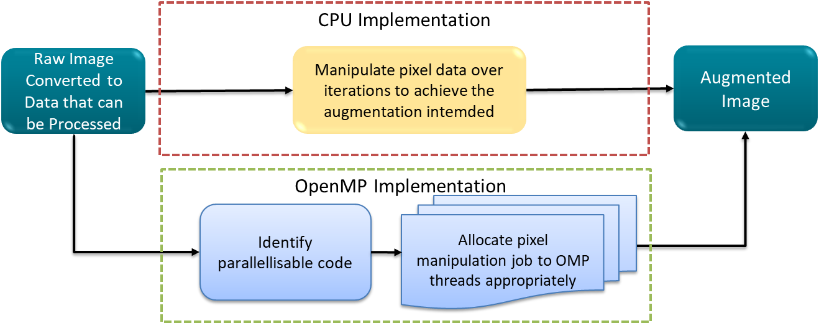 CPU Implementation
Raw Image
Converted to
Data that can
be Processed
Manipulate pixel data over
iterations to achieve the
augmentation intemded
Augmented
Image
OpenMP Implementation
Identify
parallellisable code
Allocate pixel
manipulation job to OMP
threads appropriately